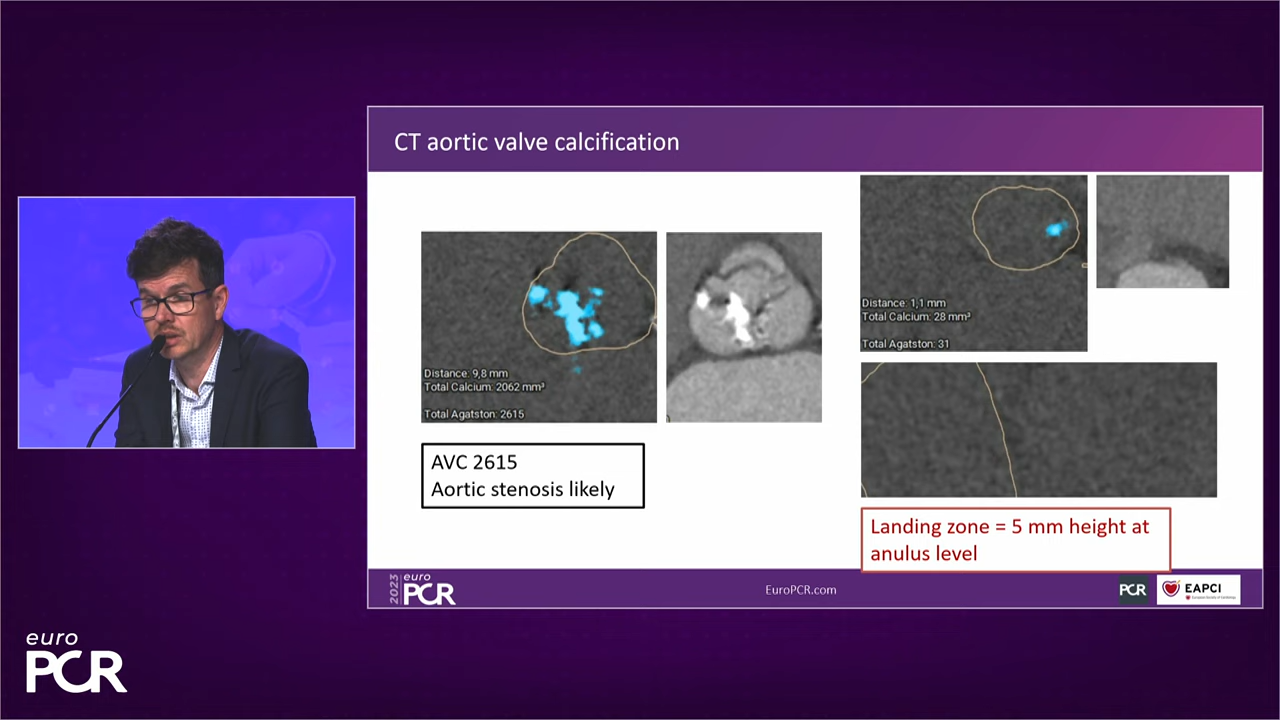 CT aortic valve calcification
Distance: 9,8 mm
Total Calcium: 2062 mm³
Total Agatston: 2615
AVC 2615
Aortic stenosis likely
Distance: 1,1 mm
Total Calcium: 28 mm³
Total Agatston: 31
Landing zone = 5 mm height at
anulus level
2023
euro
PCR
EuroPCR.com
PCR
EAPCI
euro
PCR